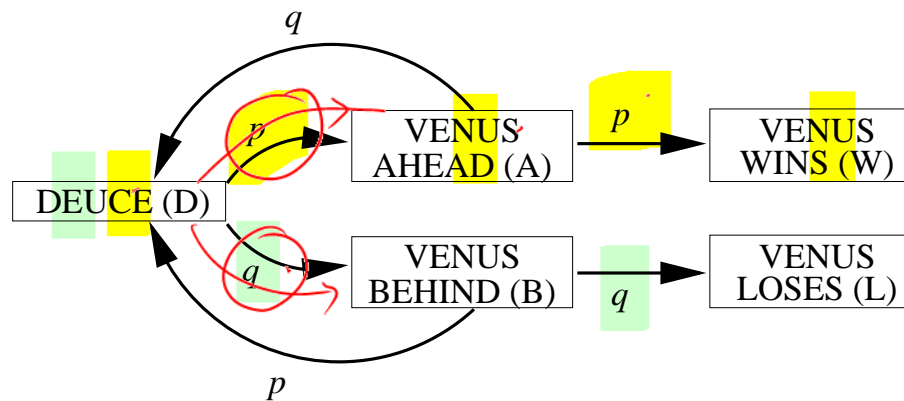 q
p
VENUS
AHEAD (A)
p
VENUS
WINS (W)
DEUCE (D)
q
VENUS
BEHIND (B)
q
VENUS
LOSES (L)
p